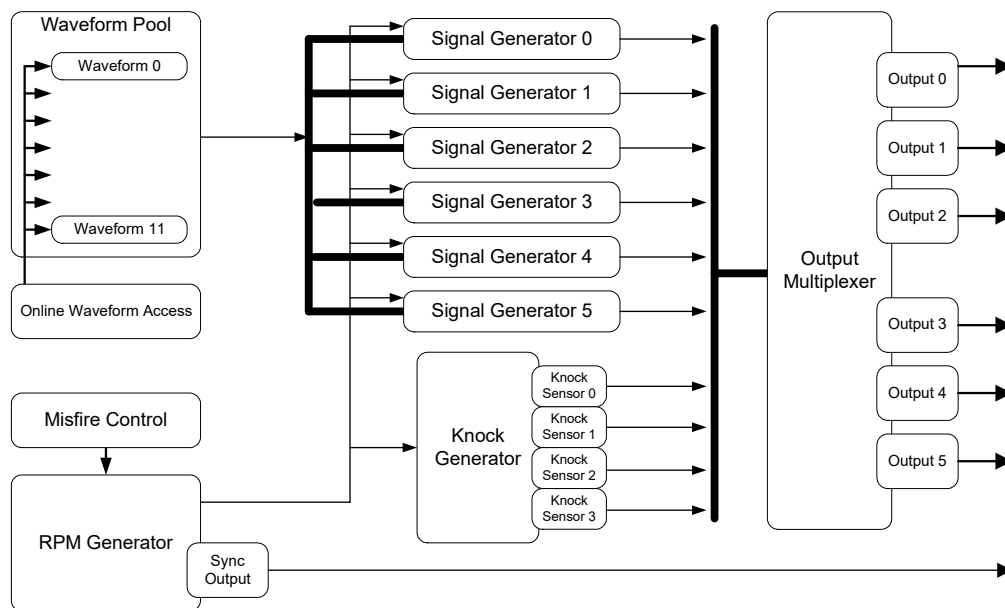 Waveform Pool
Waveform 0
Waveform 11
Online Waveform Access
Misfire Control
RPM Generator
Sync
Output
Signal Generator 0
Signal Generator 1
Signal Generator 2
Signal Generator 3
Signal Generator 4
Signal Generator 5
Knock
Generator
Knock
Sensor 0
Knock
Sensor 1
Knock
Sensor 2
Knock
Sensor 3
Output
Multiplexer
Output 0
Output 1
Output 2
Output 3
Output 4
Output 5